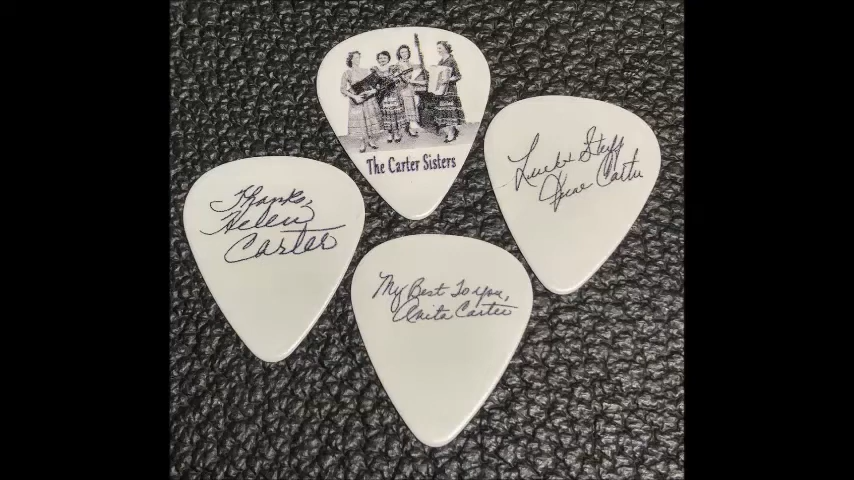 The Carter Sisters
Thanks,
Helen
Carter
Luck & Stuff
June Carter
My Best To you,
Anita Carter